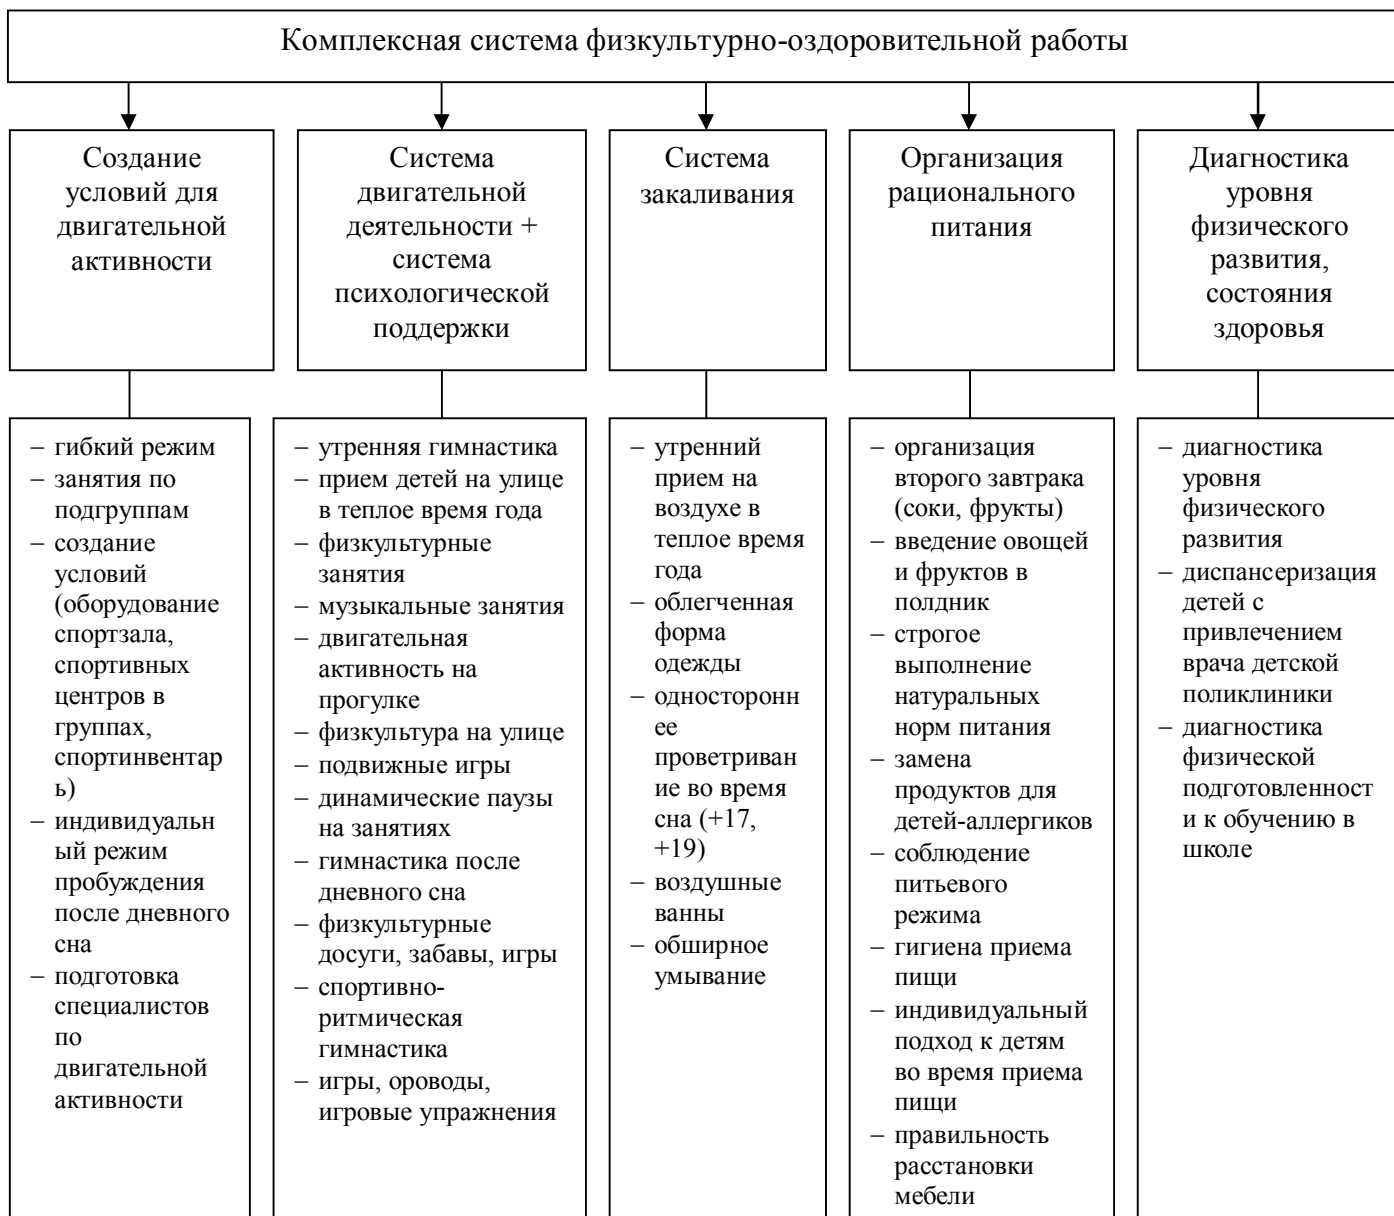 Комплексная система физкультурно-оздоровительной работы
Создание
условий для
двигательной
активности
Система
двигательной
деятельности +
система
психологической
поддержки
Система
закаливания
Организация
рационального
питания
Диагностика
уровня
физического
развития,
состояния
здоровья
– гибкий режим
– занятия по
подгруппам
– создание
условий
(оборудование
спортзала,
спортивных
центров в
группах,
спортинвентар
ь)
– индивидуальн
ый режим
пробуждения
после дневного
сна
– подготовка
специалистов
по
двигательной
активности
– утренняя гимнастика
– прием детей на улице
в теплое время года
– физкультурные
занятия
– музыкальные занятия
– двигательная
активность на
прогулке
– физкультура на улице
– подвижные игры
– динамические паузы
на занятиях
– гимнастика после
дневного сна
– физкультурные
досуги, забавы, игры
– спортивно-
ритмическая
гимнастика
– игры, ороводы,
игровые упражнения
– утренний
прием на
воздухе в
теплое время
года
– облегченная
форма
одежды
– односторонн
ее
проветриван
ие во время
сна (+17,
+19)
– воздушные
ванны
– обширное
умывание
– организация
второго завтрака
(соки, фрукты)
– введение овощей
и фруктов в
полдник
– строгое
выполнение
натуральных
норм питания
– замена
продуктов для
детей-аллергиков
– соблюдение
питьевого
режима
– гигиена приема
пищи
– индивидуальный
подход к детям
во время приема
пищи
– правильность
расстановки
мебели
– диагностика
уровня
физического
развития
– диспансеризация
детей с
привлечением
врача детской
поликлиники
– диагностика
физической
подготовленност
и к обучению в
школе